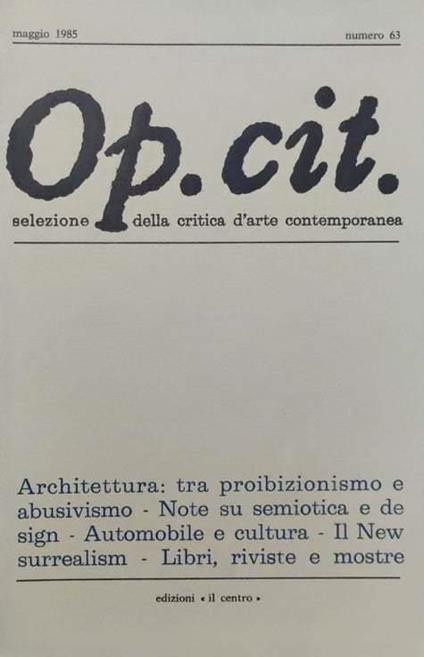 maggio 1985 numero 63
Op. cit.
selezione della critica d'arte contemporanea
Architettura: tra proibizionismo e
abusivismo - Note su semiotica e de
sign - Automobile e cultura - Il New
surrealism - Libri, riviste e mostre
edizioni « il centro »